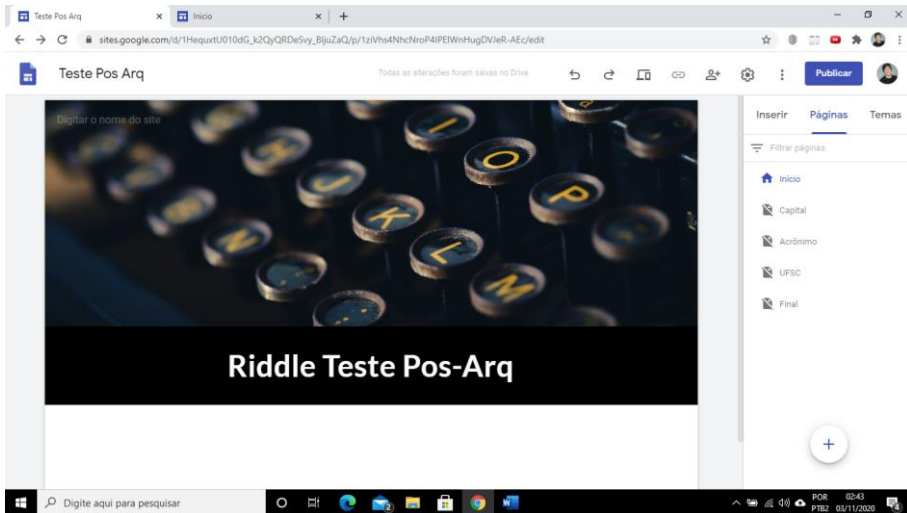 Teste Pos Arq
Início
sites.google.com/d/1HequxtU010dG_k2QyQRDeSvy_BljuZaQ/p/1ziVhs4NhcNroP4lPElWnHugDVJeR-AEc/edit
Teste Pos Arq
Todas as alterações foram salvas no Drive
Publicar
Digitar o nome do site
O
I
P
H
J
K
L
N
M
Riddle Teste Pos-Arq
Inserir Páginas Temas
Filtrar páginas
Início
Capital
Acrônimo
UFSC
Final
Digite aqui para pesquisar
POR 02:43
PTB2 03/11/2020